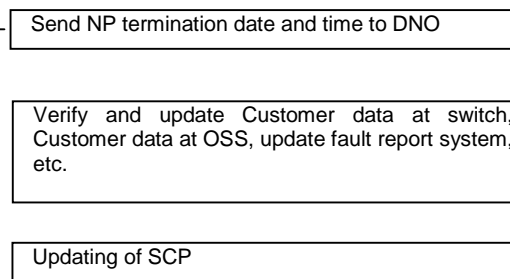 Send NP termination date and time to DNO
Verify and update Customer data at switch,
Customer data at OSS, update fault report system,
etc.
Updating of SCP